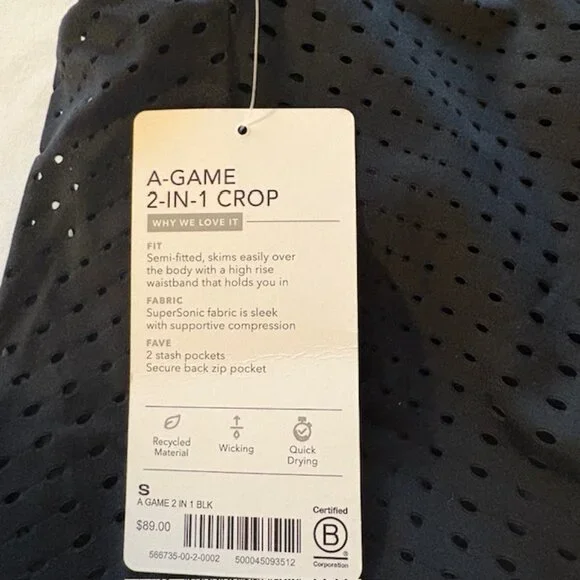 A-GAME
2-IN-1 CROP
WHY WE LOVE IT
FIT
Semi-fitted, skims easily over
the body with a high rise
waistband that holds you in
FABRIC
SuperSonic fabric is sleek
with supportive compression
FAVE
2 stash pockets
Secure back zip pocket
Recycled
Material
Wicking
Quick
Drying
S
A GAME 2 IN 1 BLK
$89.00
566735-00-2-0002
500045093512
Certified
B
®
Corporation